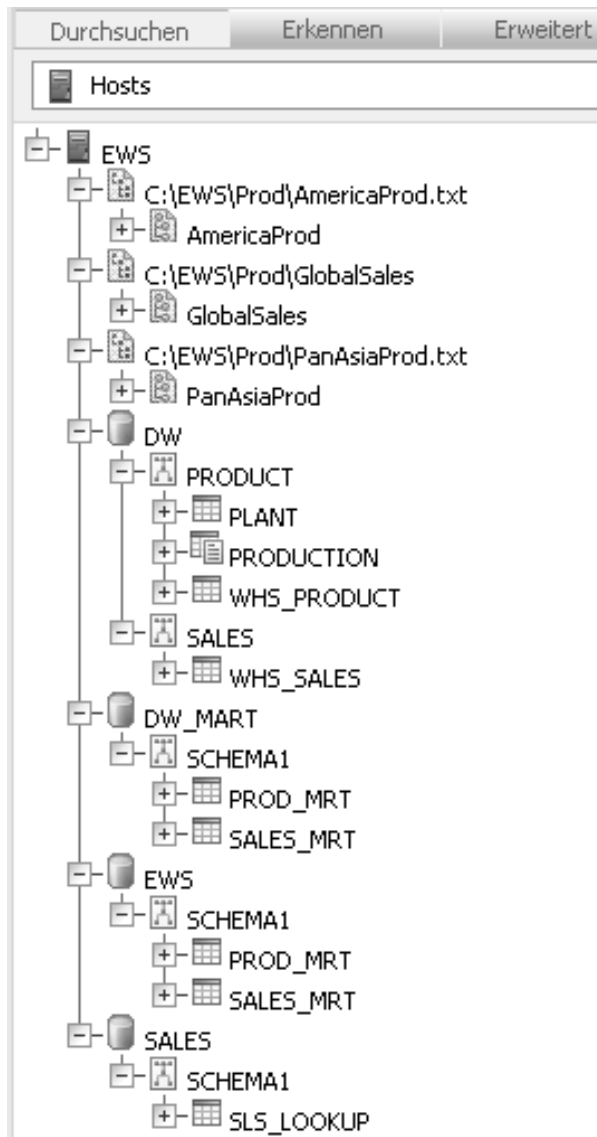 Durchsuchen Erkennen Erweitert
Hosts
EWS
C:\EWS\Prod\AmericaProd.txt
AmericaProd
C:\EWS\Prod\GlobalSales
GlobalSales
C:\EWS\Prod\PanAsiaProd.txt
PanAsiaProd
DW
PRODUCT
PLANT
PRODUCTION
WHS_PRODUCT
SALES
WHS_SALES
DW_MART
SCHEMA1
PROD_MRT
SALES_MRT
EWS
SCHEMA1
PROD_MRT
SALES_MRT
SALES
SCHEMA1
SLS_LOOKUP